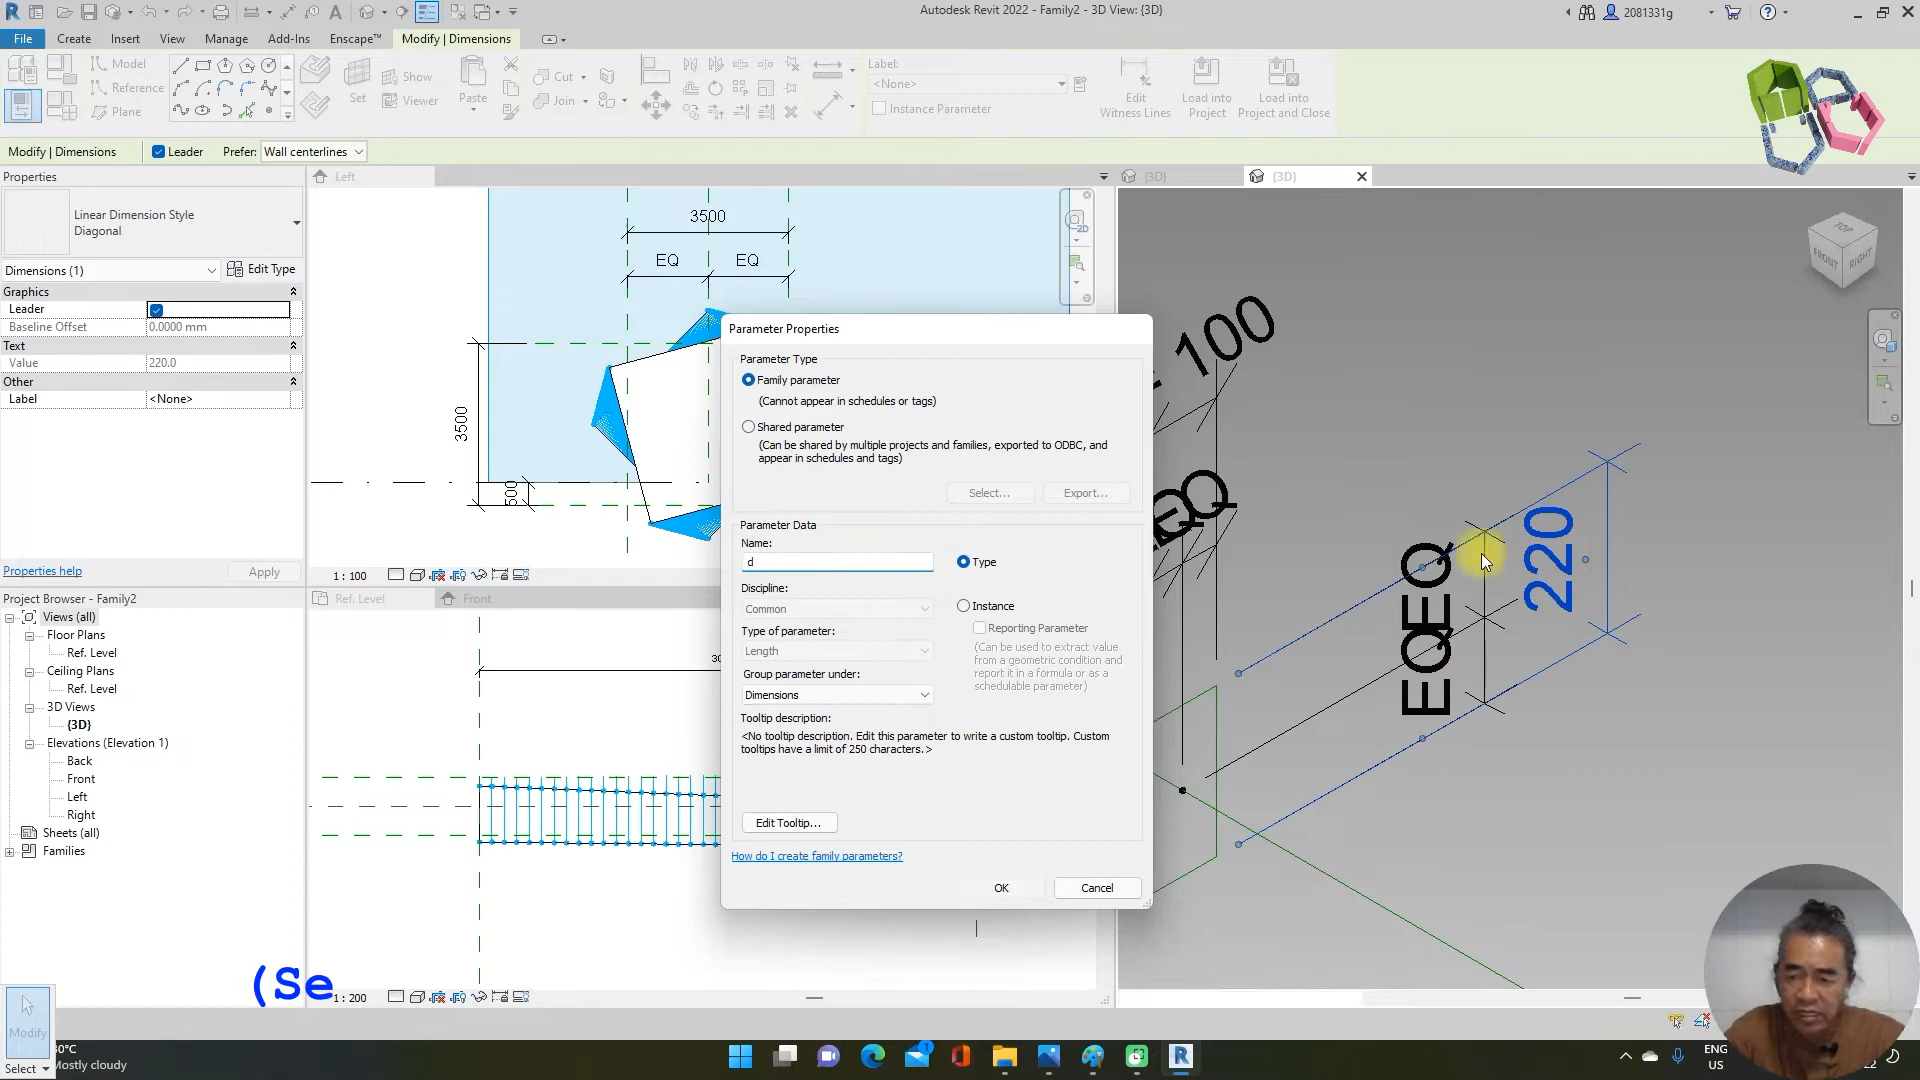 Autodesk Revit 2022 - Family2 - 3D View: {3D}
2081331g
File Create Insert View Manage Add-Ins Enscape™ Modify | Dimensions
Model
Reference
Plane
Set
Show
Viewer
Paste
Cut
Join
Label:
<None>
Instance Parameter
Edit
Witness Lines
Load into
Project
Load into
Project and Close
Modify | Dimensions
Leader
Prefer:
Wall centerlines
Properties
Linear Dimension Style
Diagonal
Dimensions (1)
Edit Type
Graphics
Leader
Baseline Offset 0.0000 mm
Text
Value 220.0
Other
Label <None>
Properties help
Apply
Project Browser - Family2
Views (all)
Floor Plans
Ref. Level
Ceiling Plans
Ref. Level
3D Views
{3D}
Elevations (Elevation 1)
Back
Front
Left
Right
Sheets (all)
Families
Left
3500
EQ EQ
3500
500
2D
1 : 100
Ref. Level
Front
30
1 : 200
(Se
{3D}
{3D}
TOP
FRONT
RIGHT
100
EQ
EQ
EQ
220
Parameter Properties
Parameter Type
Family parameter
(Cannot appear in schedules or tags)
Shared parameter
(Can be shared by multiple projects and families, exported to ODBC, and
appear in schedules and tags)
Select...
Export...
Parameter Data
Name:
d
Type
Discipline:
Common
Instance
Reporting Parameter
(Can be used to extract value
from a geometric condition and
report it in a formula or as a
schedulable parameter)
Type of parameter:
Length
Group parameter under:
Dimensions
Tooltip description:
<No tooltip description. Edit this parameter to write a custom tooltip. Custom
tooltips have a limit of 250 characters.>
Edit Tooltip...
How do I create family parameters?
OK
Cancel
Modify
Select
30°C
Mostly cloudy
ENG
US